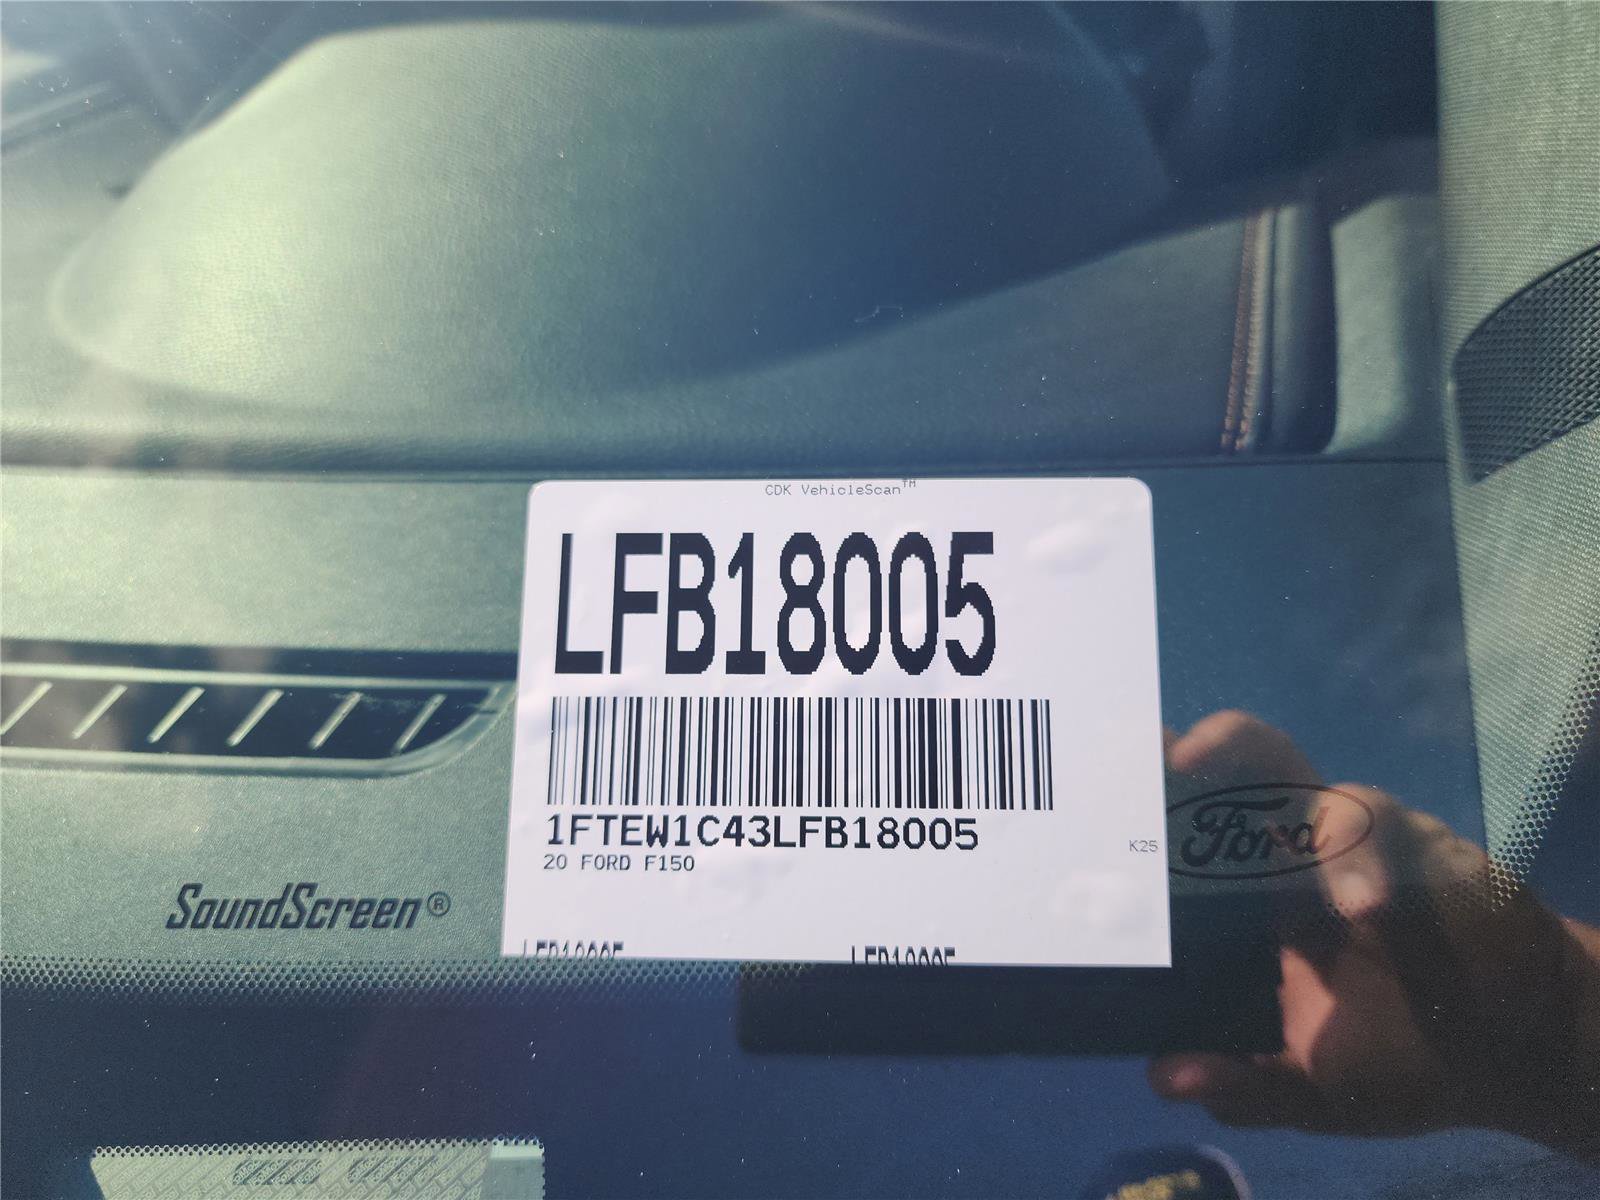 CDK VehicleScan™
LFB18005
1FTEW1C43LFB18005
20 FORD F150
K25
Ford
SoundScreen®